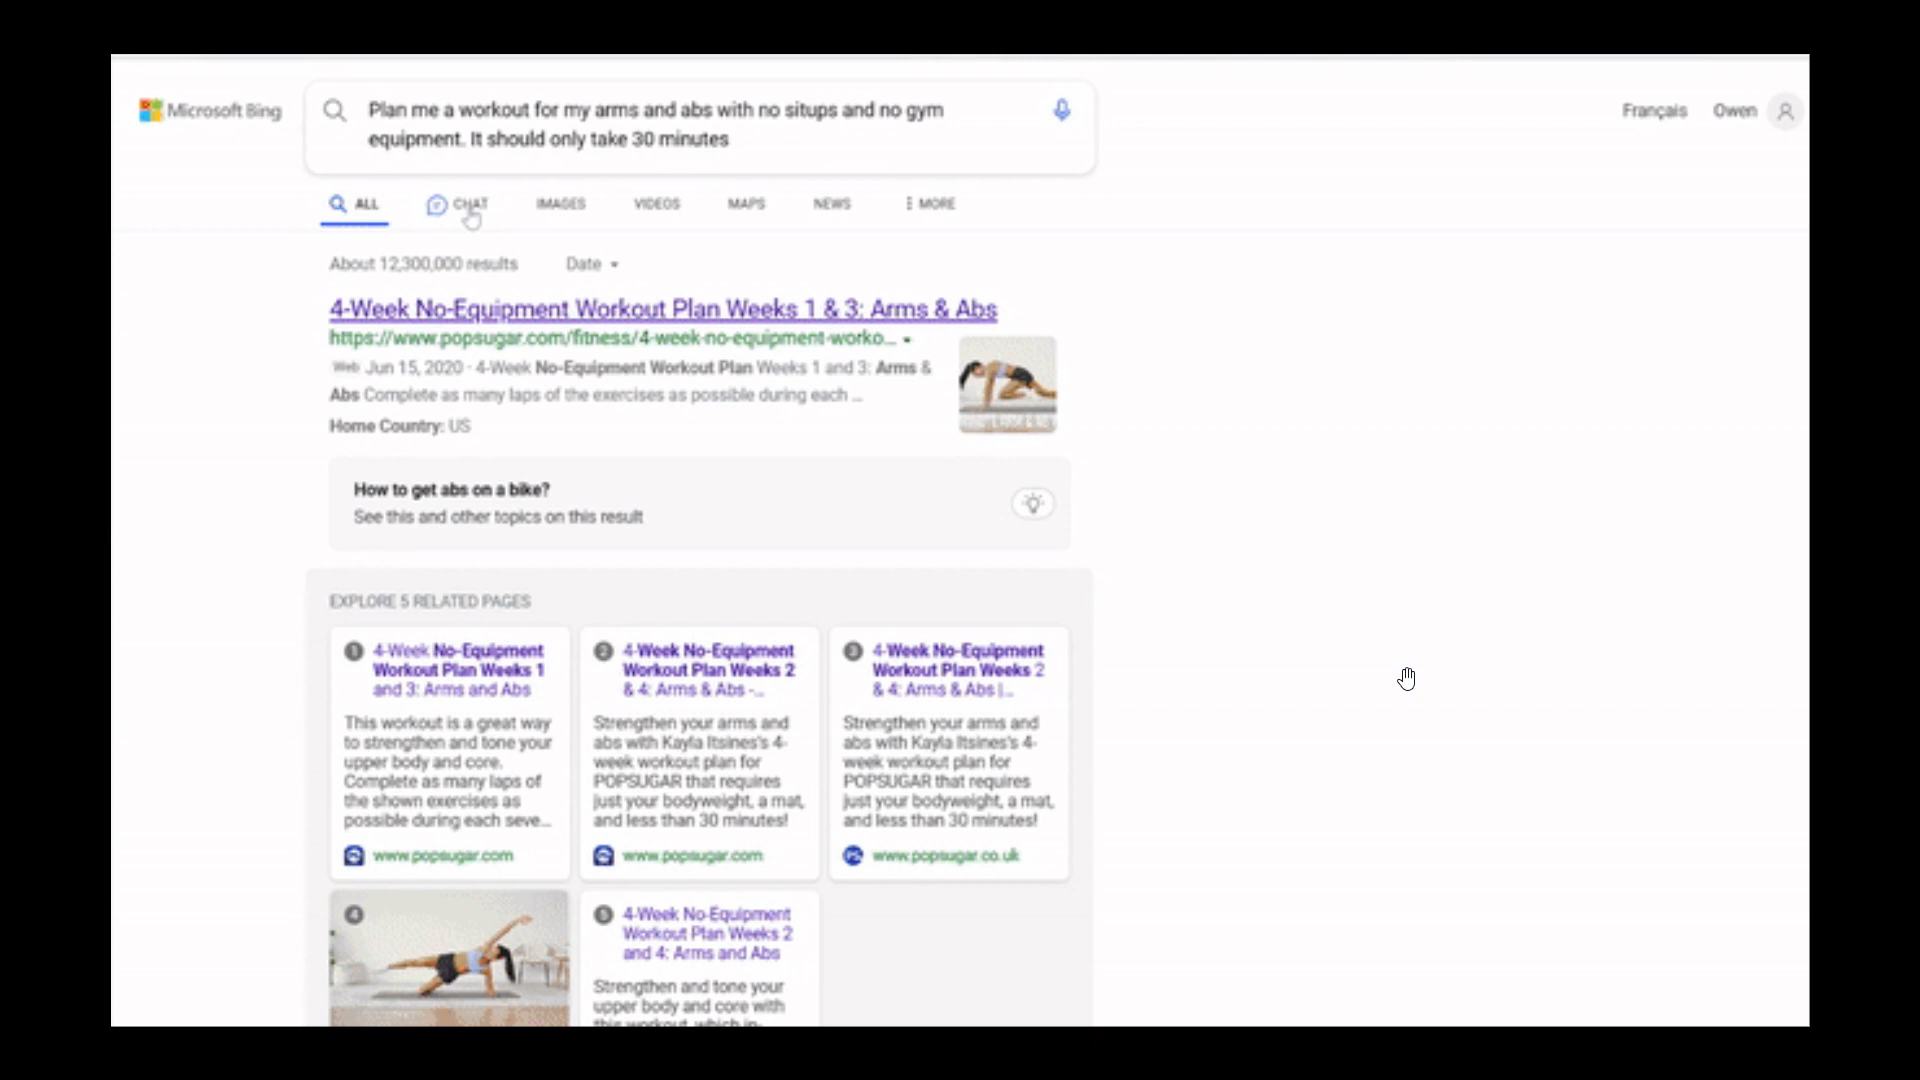 Microsoft Bing
Plan me a workout for my arms and abs with no situps and no gym
equipment. It should only take 30 minutes
Français
Owen
ALL
CHAT
IMAGES
VIDEOS
MAPS
NEWS
MORE
About 12,300,000 results
Date
4-Week No-Equipment Workout Plan Weeks 1 & 3: Arms & Abs
https://www.popsugar.com/fitness/4-week-no-equipment-worko...
Web Jun 15, 2020 · 4-Week No-Equipment Workout Plan Weeks 1 and 3: Arms &
Abs Complete as many laps of the exercises as possible during each ...
Home Country: US
How to get abs on a bike?
See this and other topics on this result
EXPLORE 5 RELATED PAGES
1
4-Week No-Equipment
Workout Plan Weeks 1
and 3: Arms and Abs
This workout is a great way
to strengthen and tone your
upper body and core.
Complete as many laps of
the shown exercises as
possible during each seve...
www.popsugar.com
2
4-Week No-Equipment
Workout Plan Weeks 2
& 4: Arms & Abs -...
Strengthen your arms and
abs with Kayla Itsines's 4-
week workout plan for
POPSUGAR that requires
just your bodyweight, a mat,
and less than 30 minutes!
www.popsugar.com
3
4-Week No-Equipment
Workout Plan Weeks 2
& 4: Arms & Abs |...
Strengthen your arms and
abs with Kayla Itsines's 4-
week workout plan for
POPSUGAR that requires
just your bodyweight, a mat,
and less than 30 minutes!
www.popsugar.co.uk
4
5
4-Week No-Equipment
Workout Plan Weeks 2
and 4: Arms and Abs
Strengthen and tone your
upper body and core with
this workout, which in-